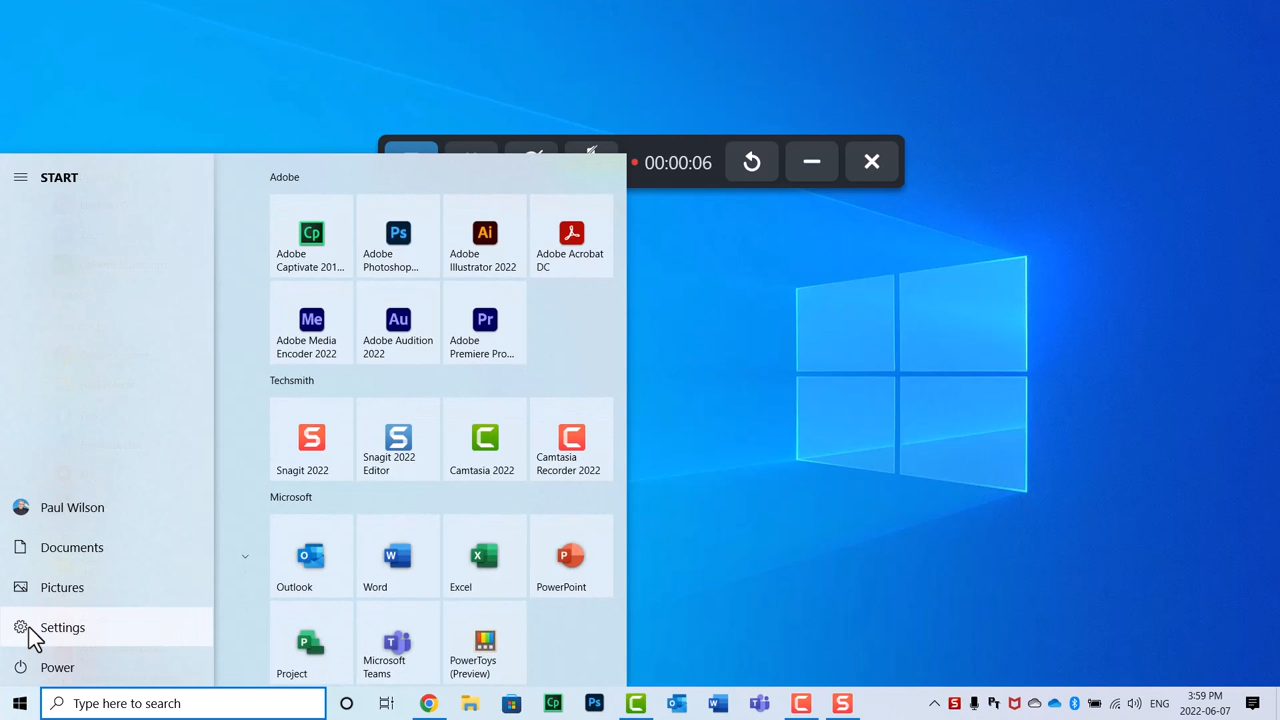 00:00:06
START
Adobe
Cp
Adobe
Captivate 201...
Ps
Adobe
Photoshop...
Ai
Adobe
Illustrator 2022
Adobe Acrobat
DC
Me
Adobe Media
Encoder 2022
Au
Adobe Audition
2022
Pr
Adobe
Premiere Pro...
Techsmith
S
Snagit 2022
S
Snagit 2022
Editor
C
Camtasia 2022
C
Camtasia
Recorder 2022
Microsoft
Outlook
W
Word
X
Excel
P
PowerPoint
P
Project
T
Microsoft
Teams
PowerToys
(Preview)
Paul Wilson
Documents
Pictures
Settings
Power
Type here to search
Cp
Ps
ENG
3:59 PM
2022-06-07